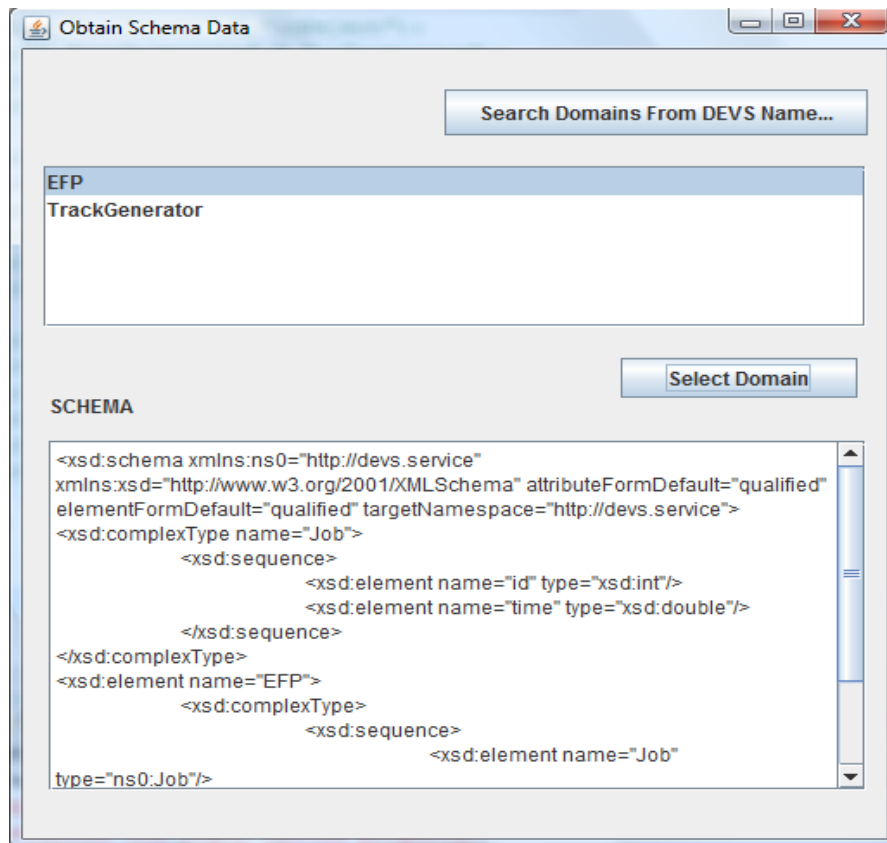 Obtain Schema Data
Search Domains From DEVS Name...
EFP
TrackGenerator
Select Domain
SCHEMA
<xsd:schema xmlns:ns0="http://devs.service"
xmlns:xsd="http://www.w3.org/2001/XMLSchema" attributeFormDefault="qualified"
elementFormDefault="qualified" targetNamespace="http://devs.service">
<xsd:complexType name="Job">
<xsd:sequence>
<xsd:element name="id" type="xsd:int"/>
<xsd:element name="time" type="xsd:double"/>
</xsd:sequence>
</xsd:complexType>
<xsd:element name="EFP">
<xsd:complexType>
<xsd:sequence>
<xsd:element name="Job"
type="ns0:Job"/>